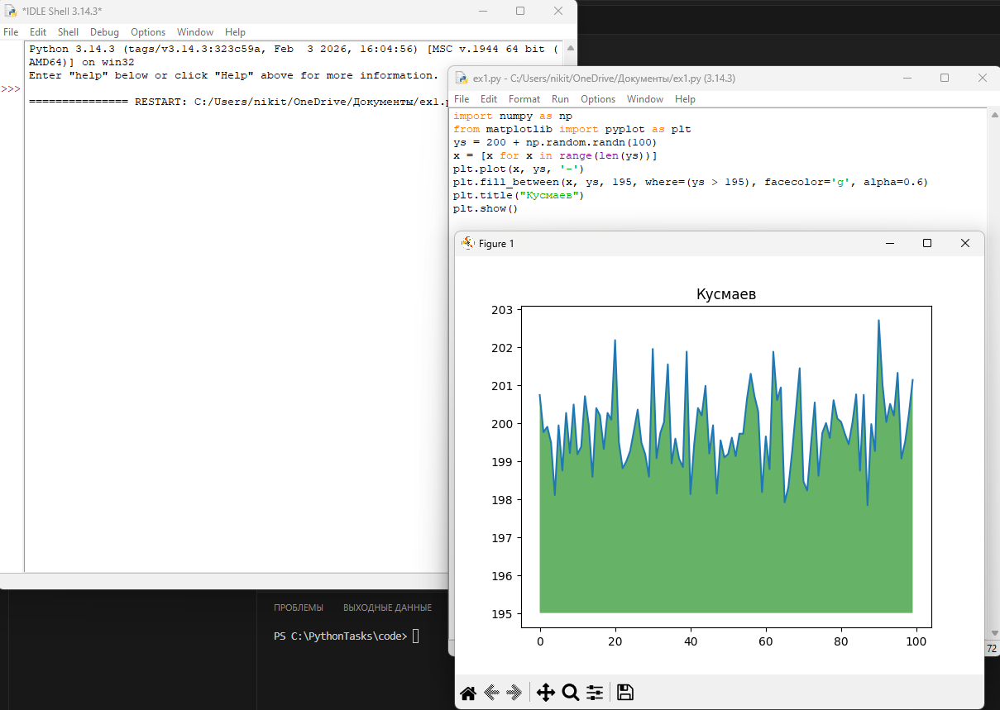 *IDLE Shell 3.14.3*
File Edit Shell Debug Options Window Help
Python 3.14.3 (tags/v3.14.3:323c59a, Feb  3 2026, 16:04:56) [MSC v.1944 64 bit (
AMD64)] on win32
Enter "help" below or click "Help" above for more information.
>>>
=============== RESTART: C:/Users/nikit/OneDrive/Документы/ex1.p
ex1.py - C:/Users/nikit/OneDrive/Документы/ex1.py (3.14.3)
File Edit Format Run Options Window Help
import numpy as np
from matplotlib import pyplot as plt
ys = 200 + np.random.randn(100)
x = [x for x in range(len(ys))]
plt.plot(x, ys, '-')
plt.fill_between(x, ys, 195, where=(ys > 195), facecolor='g', alpha=0.6)
plt.title("Кусмаев")
plt.show()
Figure 1
Кусмаев
203
202
201
200
199
198
197
196
195
0 20 40 60 80 100
72
ПРОБЛЕМЫ ВЫХОДНЫЕ ДАННЫЕ
PS C:\PythonTasks\code>